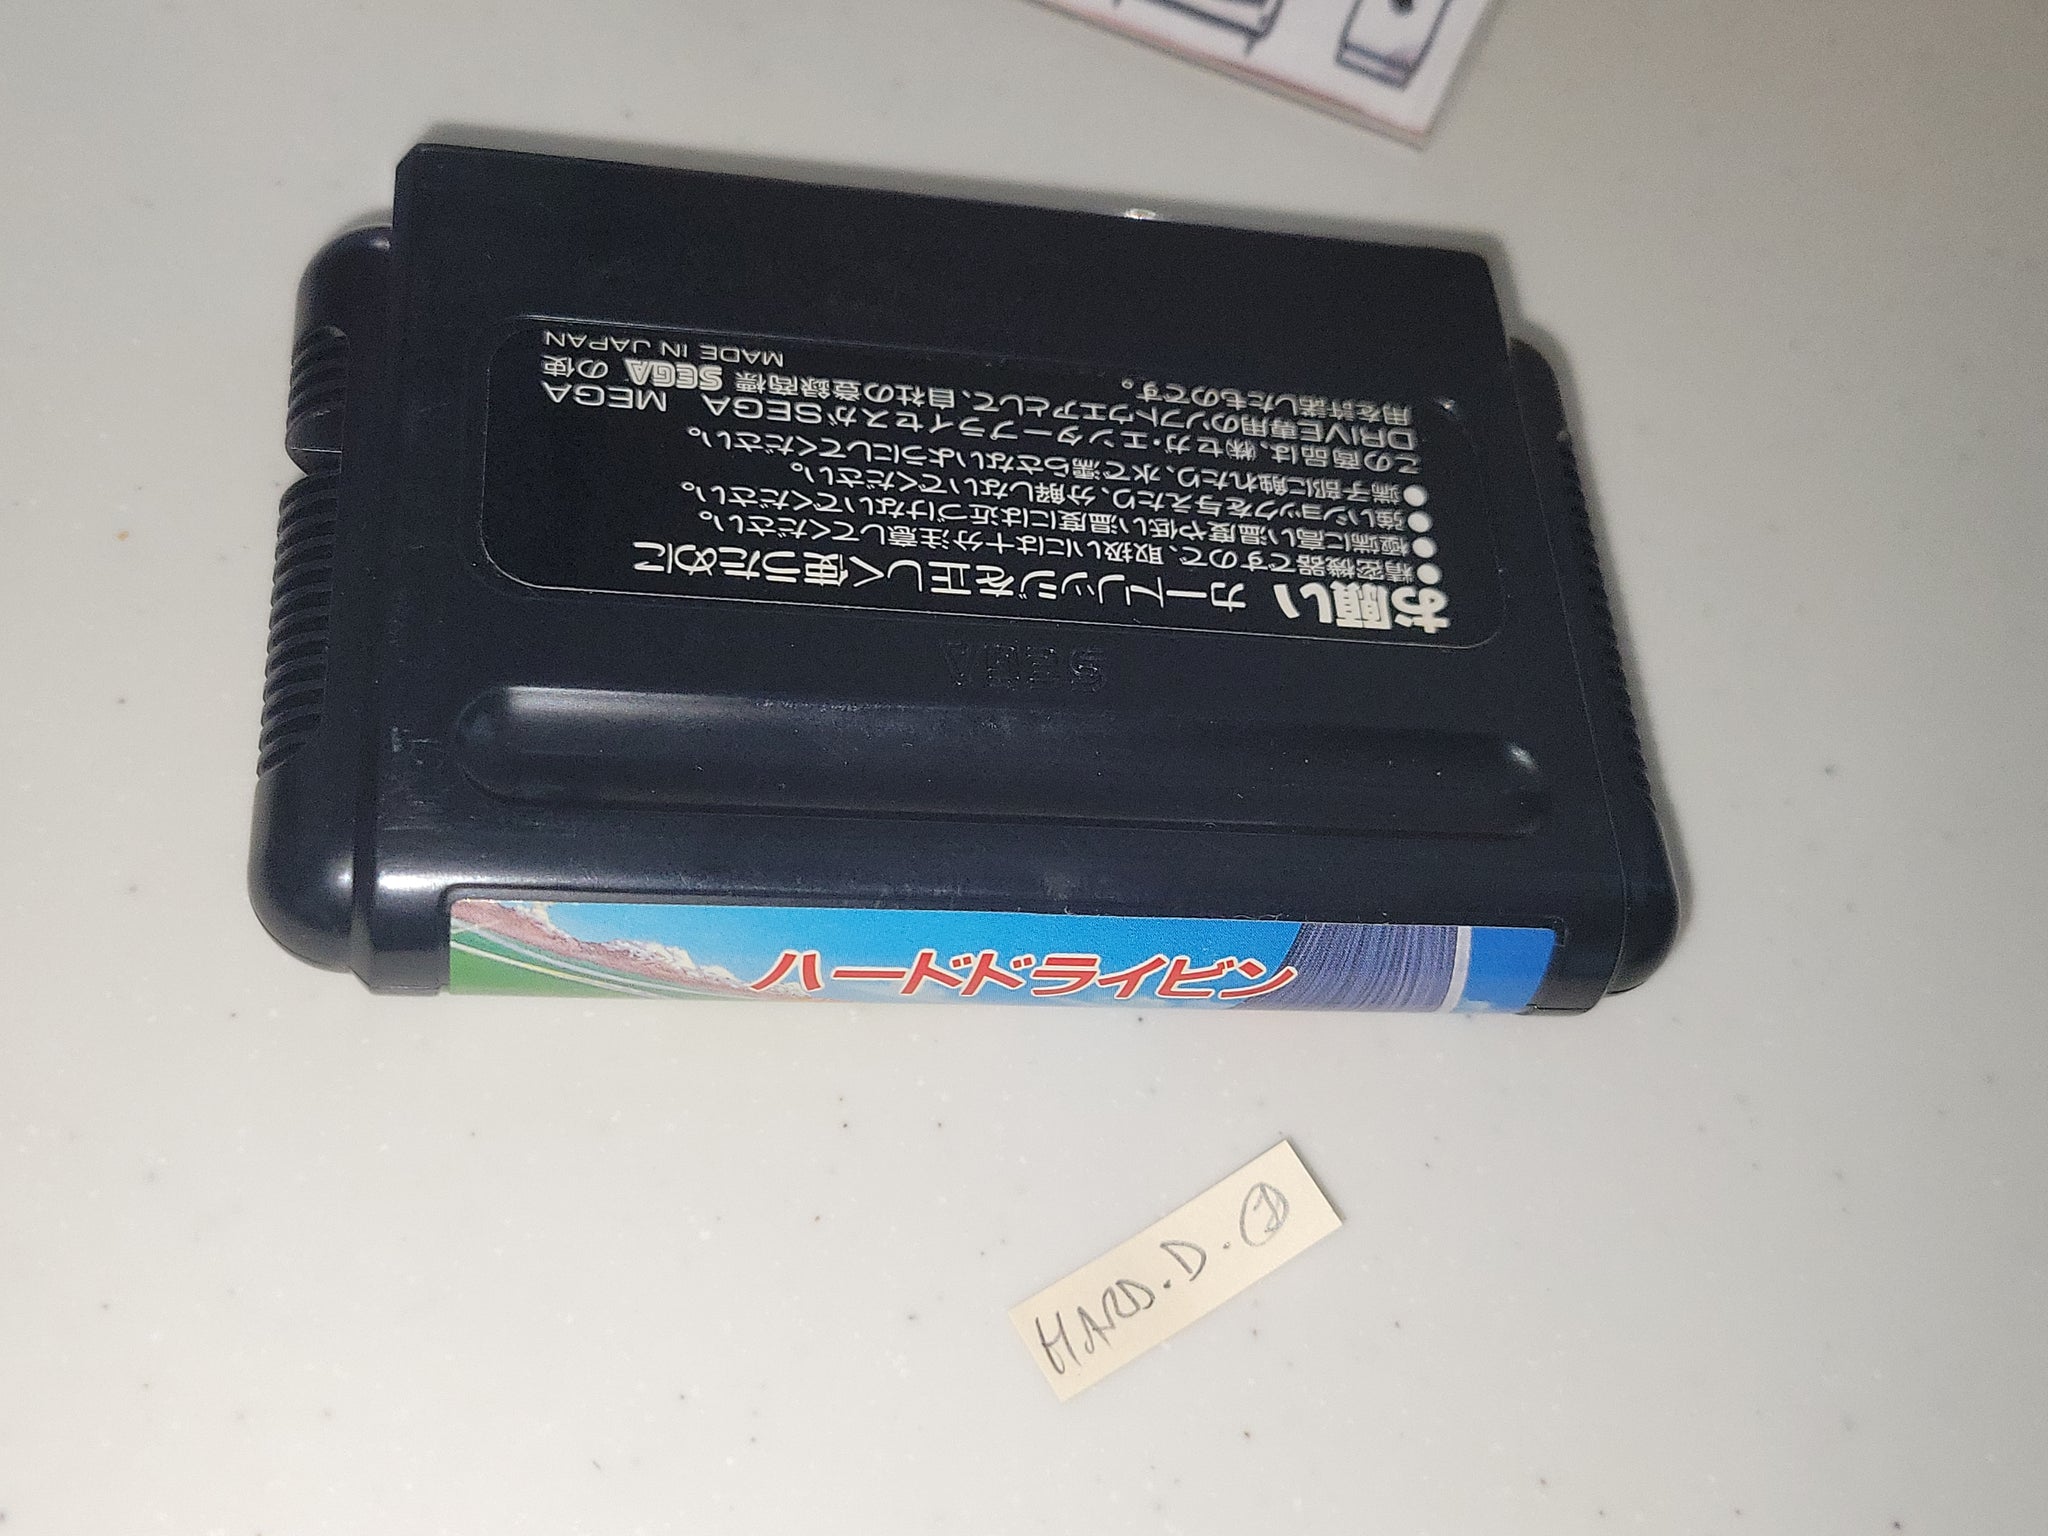 お願い カートリッジを正しく使うために
●精密機器ですので、取扱いには十分注意してください。
●極端に高い温度や低い温度には近づけないでください。
●強いショックを与えたり、分解しないでください。
●端子部に触れたり、水で濡らさないようにしてください。
この商品は、㈱セガ・エンタープライゼスがSEGA MEGA
DRIVE専用のソフトウエアとして、自社の登録商標 SEGA の使
用を許諾したものです。
MADE IN JAPAN
SEGA
ハードドライビン
HARD.D.